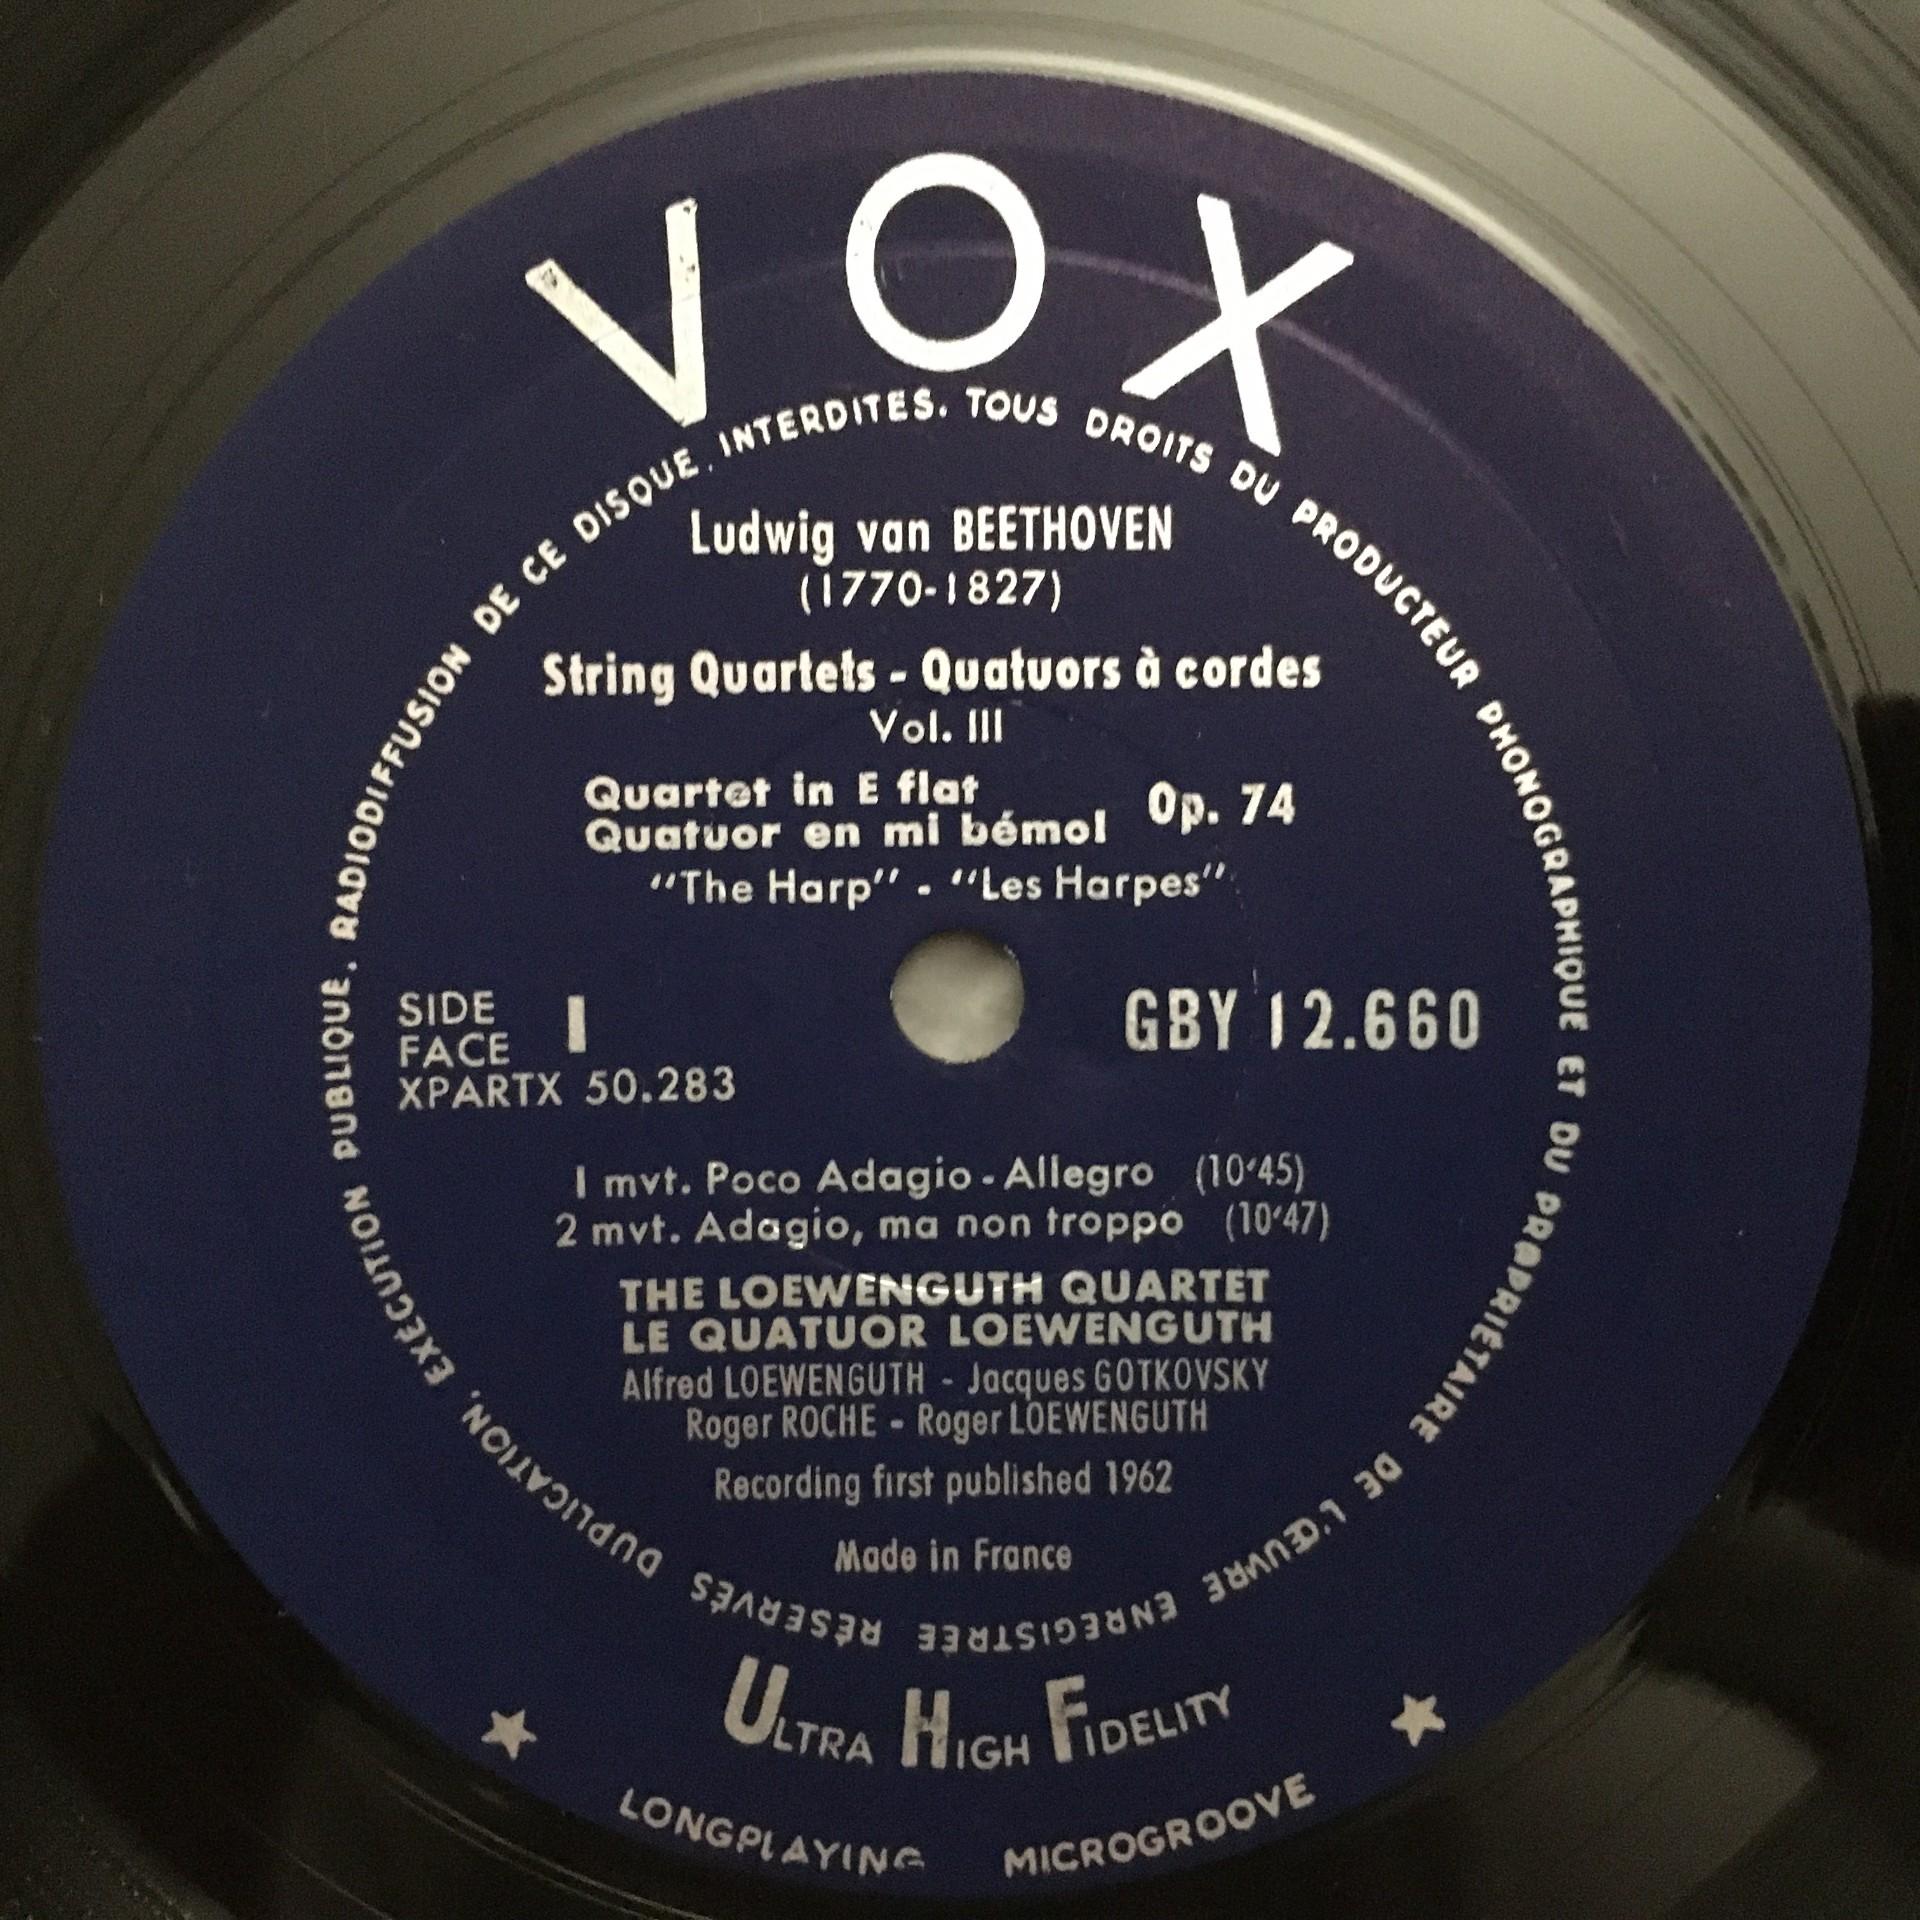 VOX
TOUS DROITS DU PRODUCTEUR PHONOGRAPHIQUE ET DU PROPRIÉTAIRE DE L'ŒUVRE ENREGISTRÉE RÉSERVÉS DUPLICATION, EXÉCUTION PUBLIQUE, RADIODIFFUSION DE CE DISQUE, INTERDITES.
Ludwig van BEETHOVEN
(1770-1827)
String Quartets - Quatuors à cordes
Vol. III
Quartet in E flat
Quatuor en mi bémol Op. 74
"The Harp" - "Les Harpes"
SIDE
FACE I
XPARTX 50.283
GBY 12.660
1 mvt. Poco Adagio - Allegro (10'45)
2 mvt. Adagio, ma non troppo (10'47)
THE LOEWENGUTH QUARTET
LE QUATUOR LOEWENGUTH
Alfred LOEWENGUTH - Jacques GOTKOVSKY
Roger ROCHE - Roger LOEWENGUTH
Recording first published 1962
Made in France
ULTRA HIGH FIDELITY
LONGPLAYING MICROGROOVE